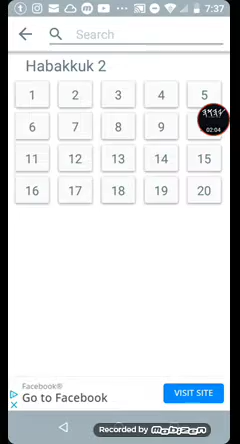 7:37
Search
Habakkuk 2
1 2 3 4 5
6 7 8 9
02:04
11 12 13 14 15
16 17 18 19 20
Facebook®
Go to Facebook
VISIT SITE
Recorded by Mobizen